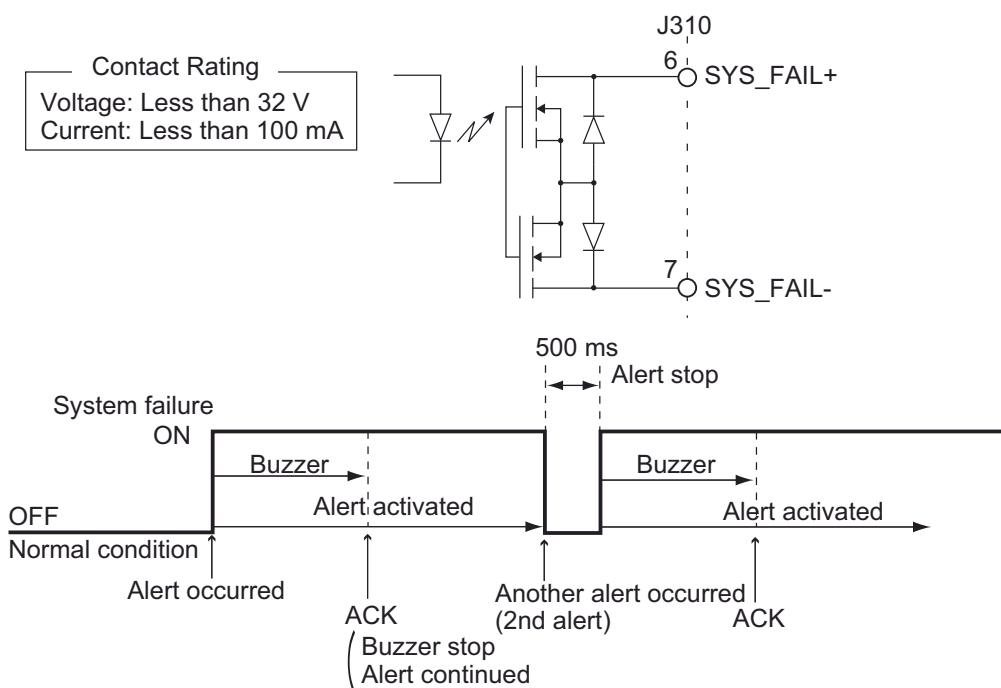 J310
Contact Rating
Voltage: Less than 32 V
Current: Less than 100 mA
6
SYS_FAIL+
7
SYS_FAIL-
500 ms
Alert stop
System failure
ON
Buzzer
Buzzer
OFF
Alert activated
Alert activated
Normal condition
Alert occurred
Another alert occurred
(2nd alert)
ACK
ACK
(Buzzer stop
Alert continued